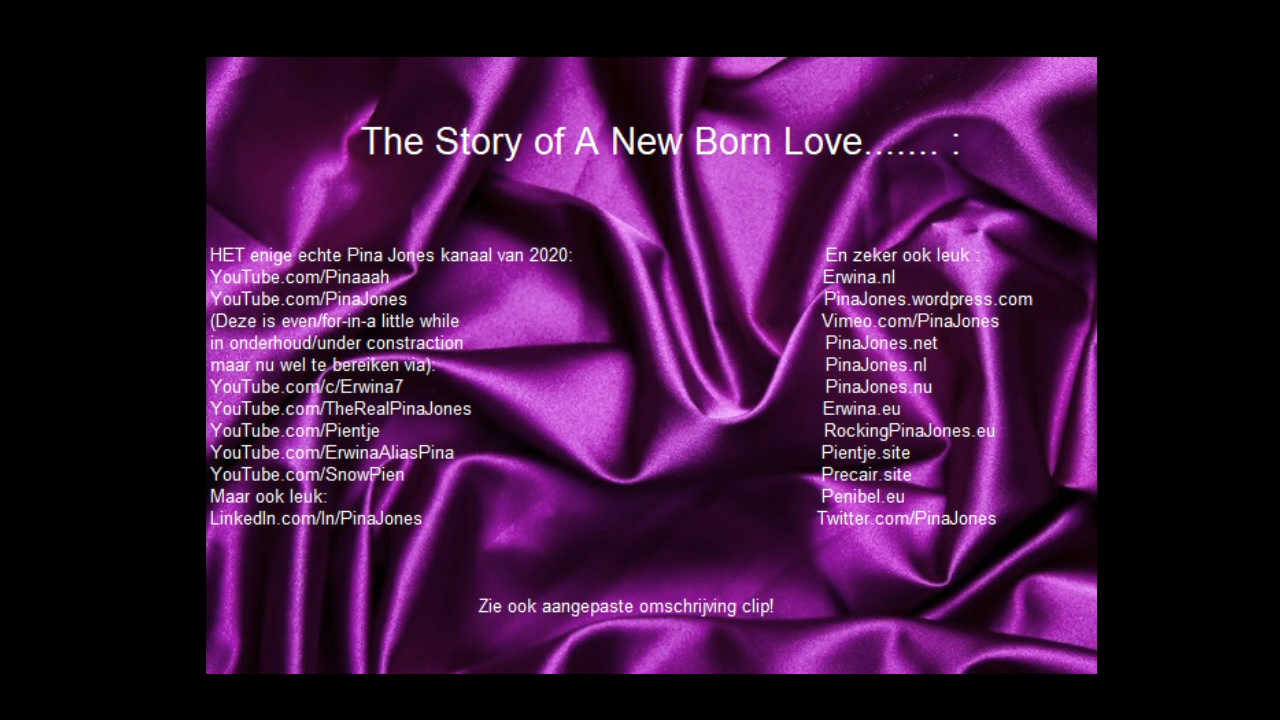 The Story of A New Born Love....... :
HET enige echte Pina Jones kanaal van 2020:
YouTube.com/Pinaaah
YouTube.com/PinaJones
(Deze is even/for-in-a little while
in onderhoud/under constraction
maar nu wel te bereiken via):
YouTube.com/c/Erwina7
YouTube.com/TheRealPinaJones
YouTube.com/Pientje
YouTube.com/ErwinaAliasPina
YouTube.com/SnowPien
Maar ook leuk:
LinkedIn.com/In/PinaJones
En zeker ook leuk :
Erwina.nl
PinaJones.wordpress.com
Vimeo.com/PinaJones
PinaJones.net
PinaJones.nl
PinaJones.nu
Erwina.eu
RockingPinaJones.eu
Pientje.site
Precair.site
Penibel.eu
Twitter.com/PinaJones
Zie ook aangepaste omschrijving clip!